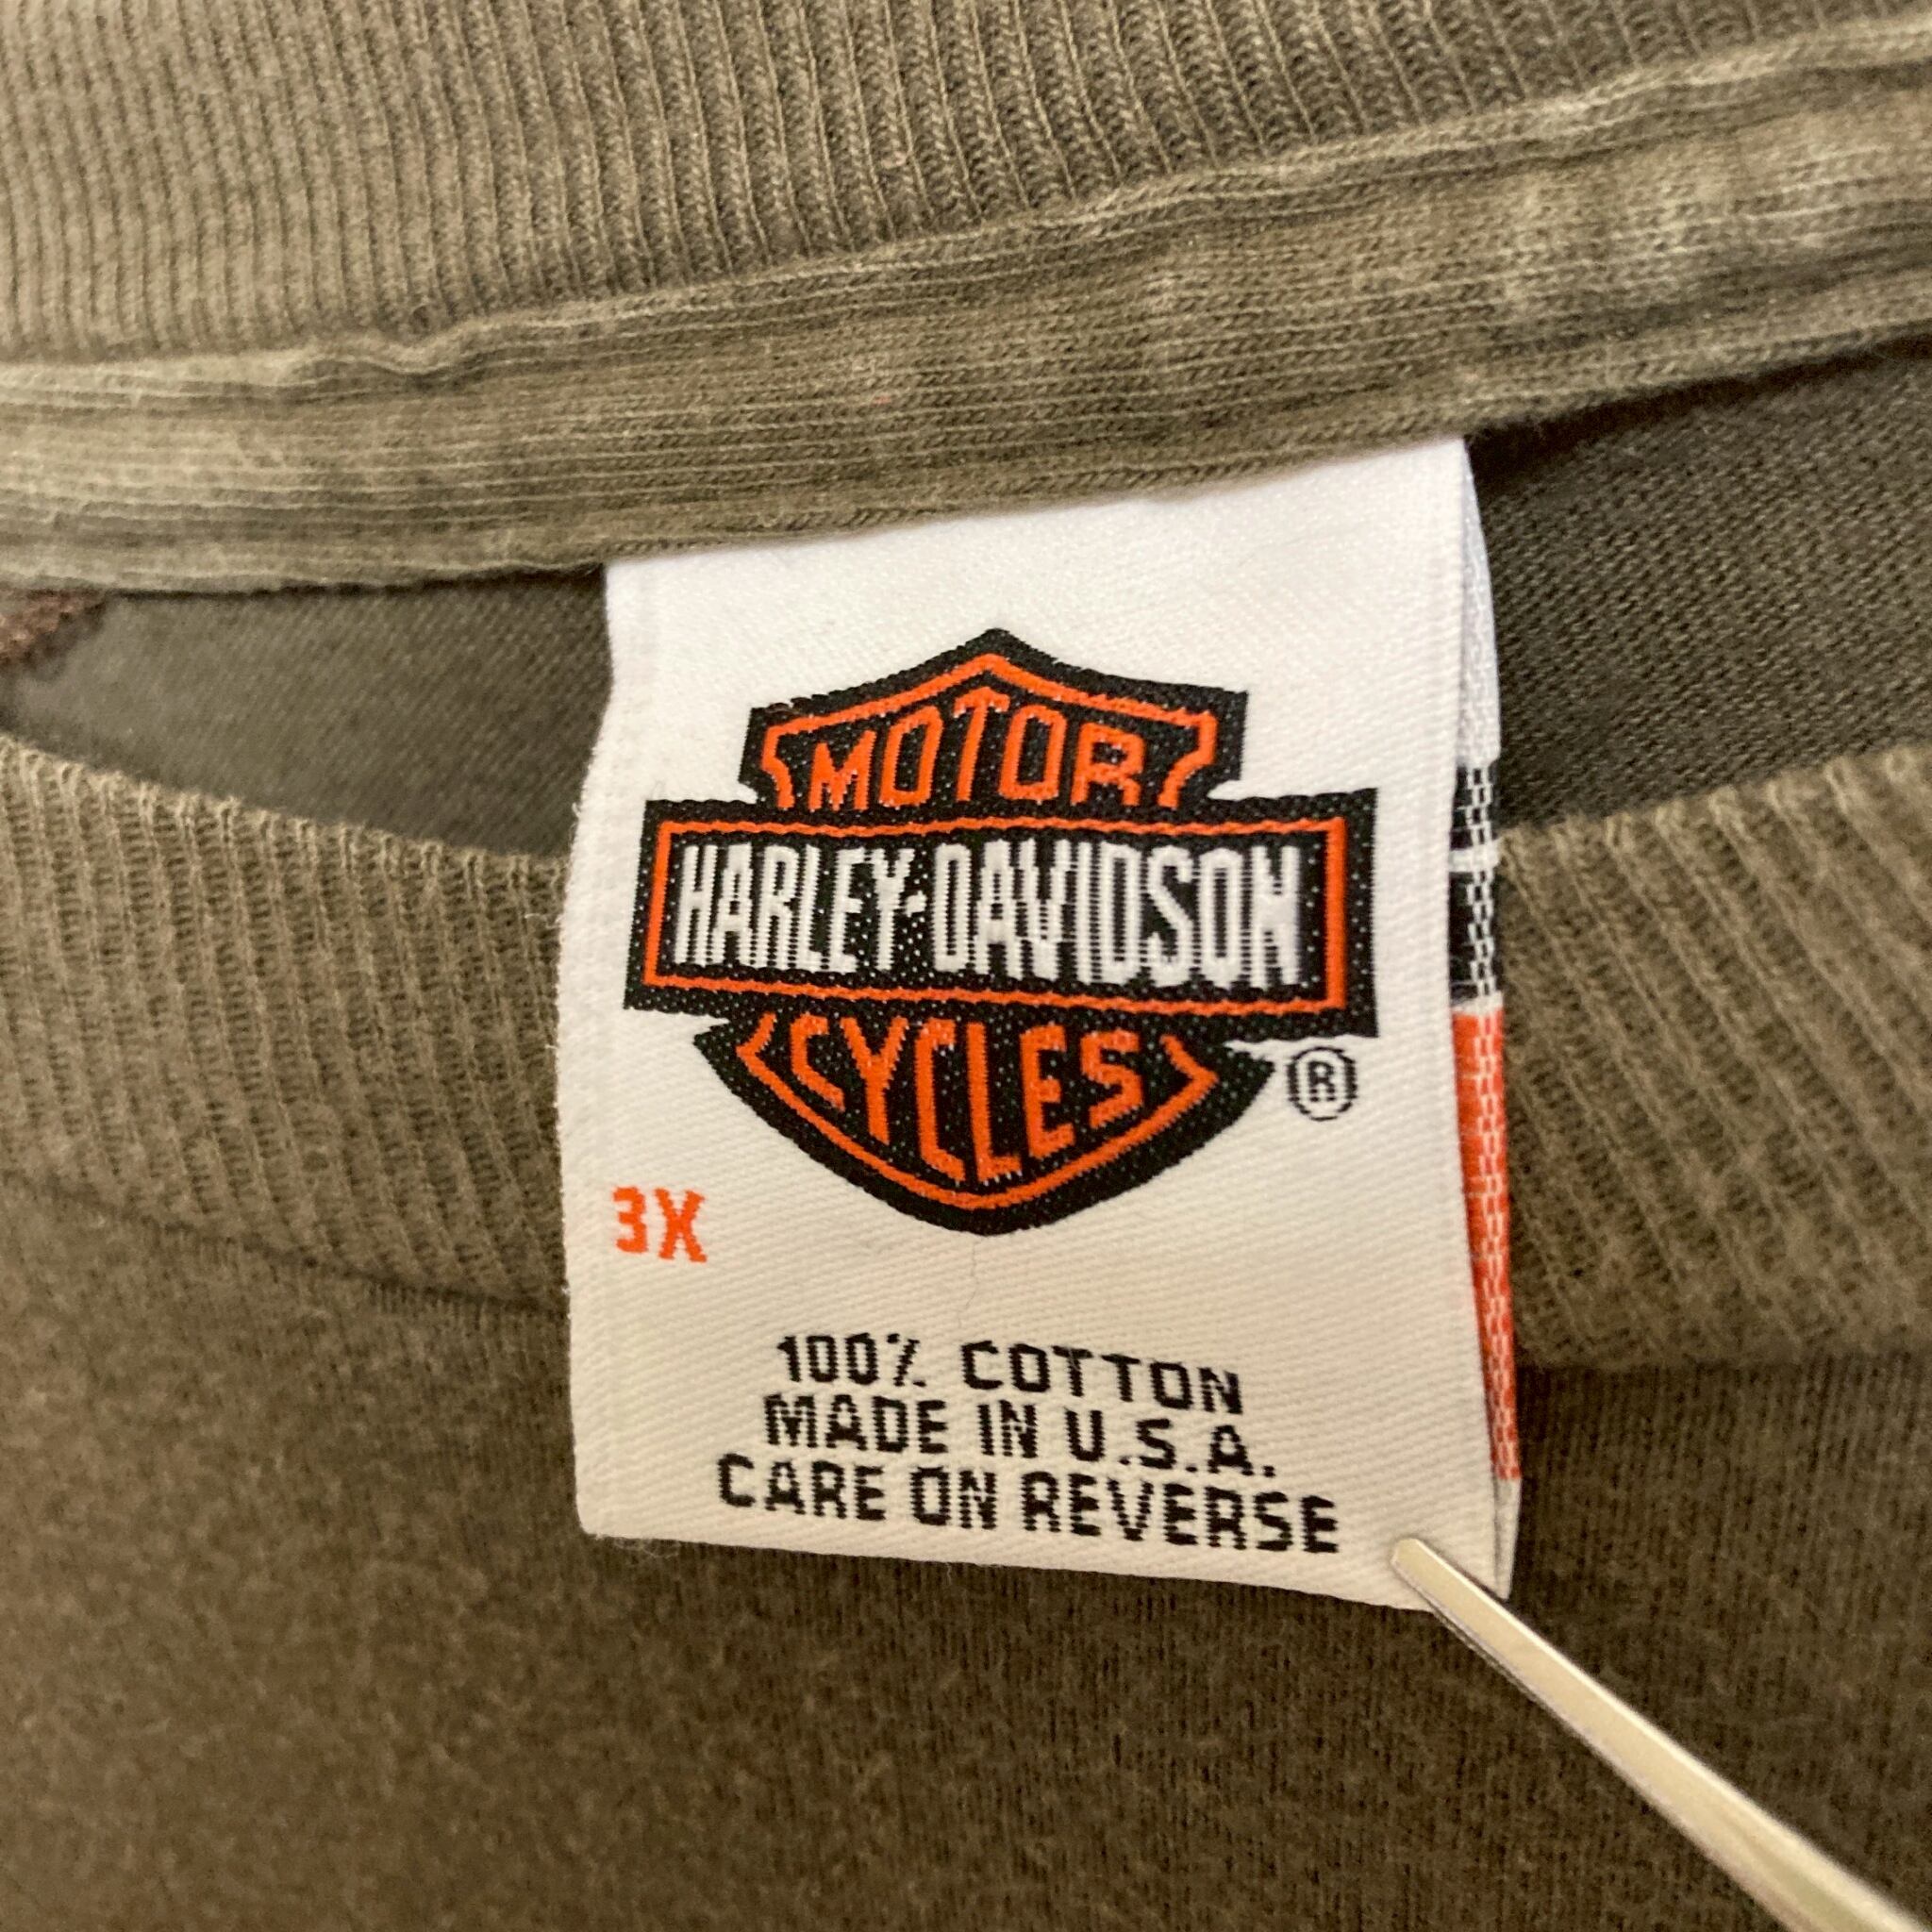 MOTOR
HARLEY-DAVIDSON
CYCLES
®
3X
100% COTTON
MADE IN U.S.A.
CARE ON REVERSE